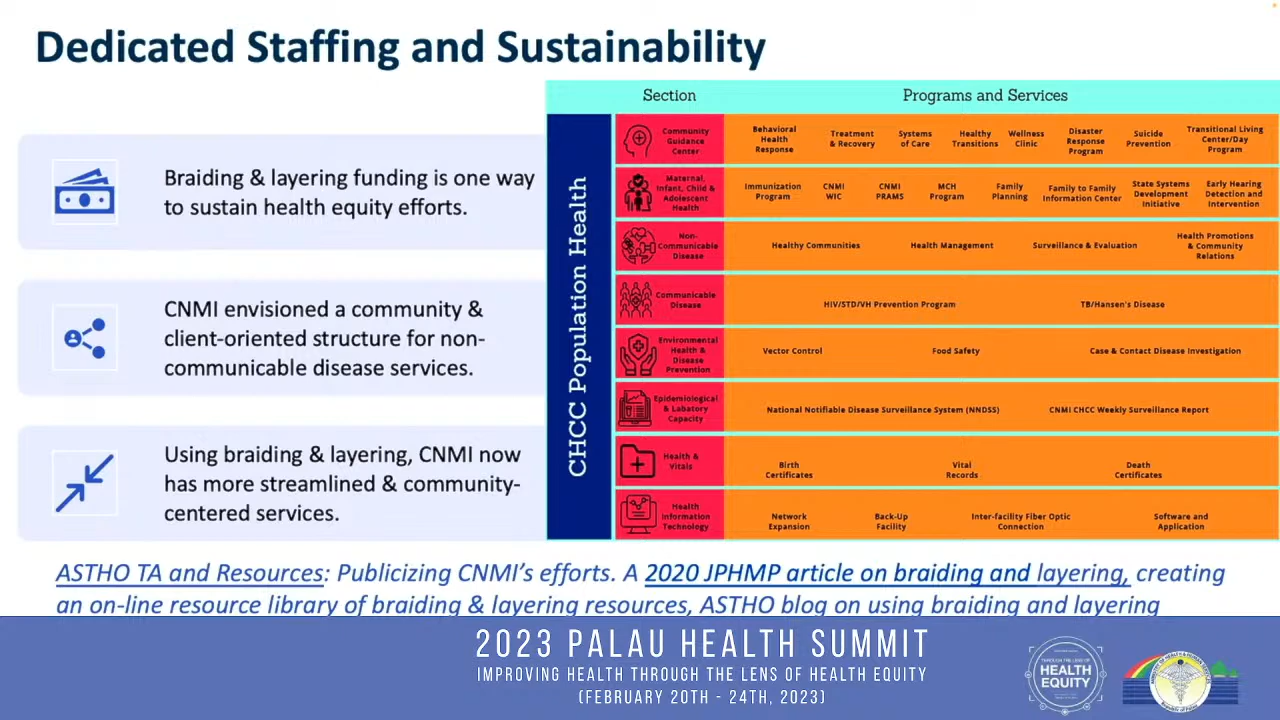 Dedicated Staffing and Sustainability
Braiding & layering funding is one way
to sustain health equity efforts.
CNMI envisioned a community &
client-oriented structure for non-
communicable disease services.
Using braiding & layering, CNMI now
has more streamlined & community-
centered services.
Section
Programs and Services
CHCC Population Health
Community
Guidance
Center
Behavioral
Health
Response
Treatment
& Recovery
Systems
of Care
Healthy
Transitions
Wellness
Clinic
Disaster
Response
Program
Suicide
Prevention
Transitional Living
Center/Day
Program
Maternal,
Infant, Child &
Adolescent
Health
Immunization
Program
CNMI
WIC
CNMI
PRAMS
MCH
Program
Family
Planning
Family to Family
Information Center
State Systems
Development
Initiative
Early Hearing
Detection and
Intervention
Non-
Communicable
Disease
Healthy Communities
Health Management
Surveillance & Evaluation
Health Promotions
& Community
Relations
Communicable
Disease
HIV/STD/VH Prevention Program
TB/Hansen's Disease
Environmental
Health &
Disease
Prevention
Vector Control
Food Safety
Case & Contact Disease Investigation
Epidemiological
& Labatory
Capacity
National Notifiable Disease Surveillance System (NNDSS)
CNMI CHCC Weekly Surveillance Report
Health &
Vitals
Birth
Certificates
Vital
Records
Death
Certificates
Health
Information
Technology
Network
Expansion
Back-Up
Facility
Inter-facility Fiber Optic
Connection
Software and
Application
ASTHO TA and Resources: Publicizing CNMI's efforts. A 2020 JPHMP article on braiding and layering, creating
an on-line resource library of braiding & layering resources, ASTHO blog on using braiding and layering
2023 PALAU HEALTH SUMMIT
IMPROVING HEALTH THROUGH THE LENS OF HEALTH EQUITY
(FEBRUARY 20TH - 24TH, 2023)
THROUGH THE LENS OF
HEALTH
EQUITY